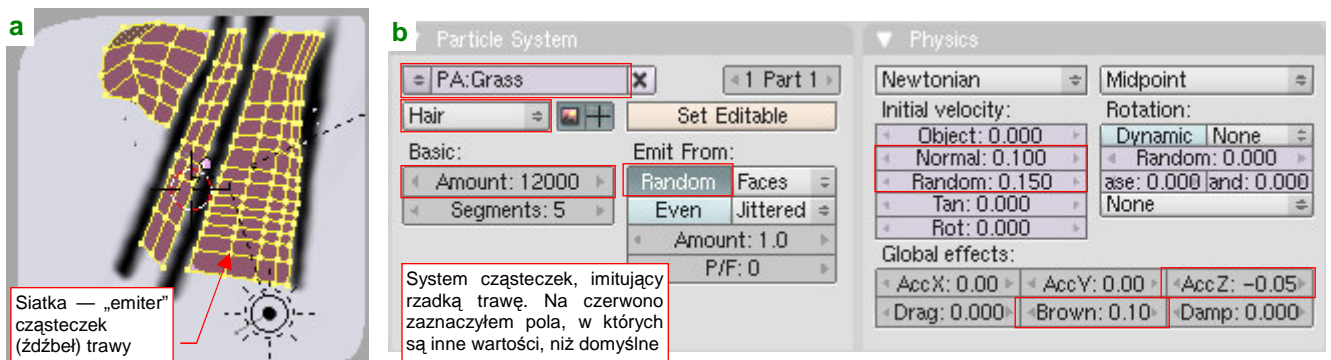 a
Siatka — „emiter”
cząsteczek
(źdźbeł) trawy
b
Particle System
PA:Grass
1 Part 1
Hair
Set Editable
Basic:
Emit From:
Amount: 12000
Random
Faces
Segments: 5
Even
Jittered
Amount: 1.0
P/F: 0
System cząsteczek, imitujący
rzadką trawę. Na czerwono
zaznaczyłem pola, w których
są inne wartości, niż domyślne
Physics
Newtonian
Midpoint
Initial velocity:
Rotation:
Object: 0.000
Dynamic
None
Normal: 0.100
Random: 0.000
Random: 0.150
ase: 0.000
and: 0.000
Tan: 0.000
None
Rot: 0.000
Global effects:
AccX: 0.00
AccY: 0.00
AccZ: -0.05
Drag: 0.000
Brown: 0.10
Damp: 0.000